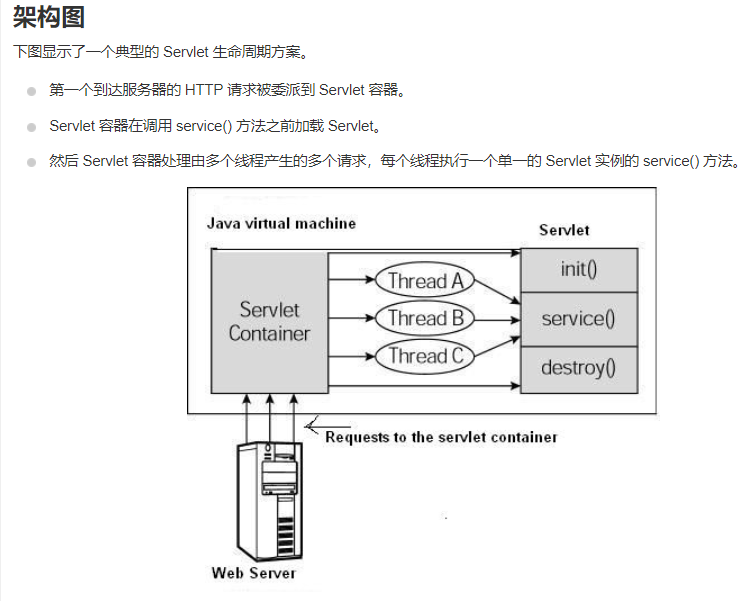 架构图
下图显示了一个典型的 Servlet 生命周期方案。
第一个到达服务器的 HTTP 请求被委派到 Servlet 容器。
Servlet 容器在调用 service() 方法之前加载 Servlet。
然后 Servlet 容器处理由多个线程产生的多个请求，每个线程执行一个单一的 Servlet 实例的 service() 方法。
Java virtual machine
Servlet
init()
Thread A
Servlet
Container
Thread B
service()
Thread C
destroy()
Requests to the servlet container
Web Server